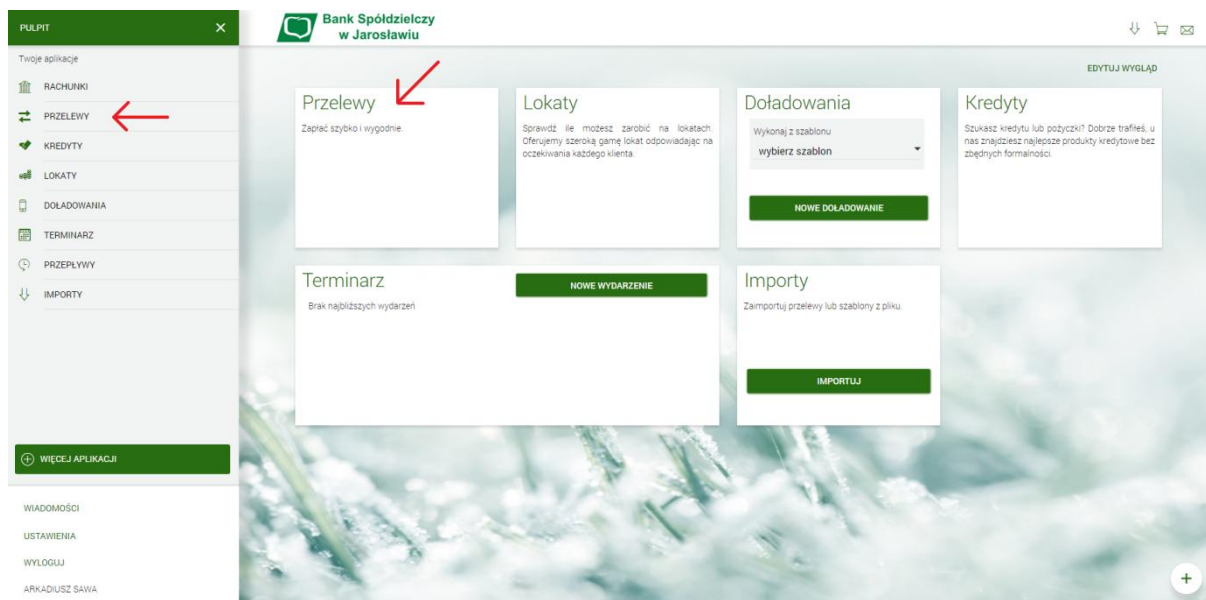 PULPIT
Twoje aplikacje
RACHUNKI
PRZELEWY
KREDYTY
LOKATY
DOŁADOWANIA
TERMINARZ
PRZEPŁYWY
IMPORTY
WIĘCEJ APLIKACJI
WIADOMOŚCI
USTAWIENIA
WYLOGUJ
ARKADIUSZ SAWA
Bank Spółdzielczy
w Jarosławiu
EDYTUJ WYGLĄD
Przelewy
Zapłać szybko i wygodnie.
Lokaty
Sprawdź ile możesz zarobić na lokatach.
Oferujemy szeroką gamę lokat odpowiadając na
oczekiwania każdego klienta.
Doładowania
Wykonaj z szablonu
wybierz szablon
NOWE DOŁADOWANIE
Kredyty
Szukasz kredytu lub pożyczki? Dobrze trafiłeś, u
nas znajdziesz najlepsze produkty kredytowe bez
zbędnych formalności.
Terminarz
NOWE WYDARZENIE
Brak najbliższych wydarzeń
Importy
Zaimportuj przelewy lub szablony z pliku.
IMPORTUJ